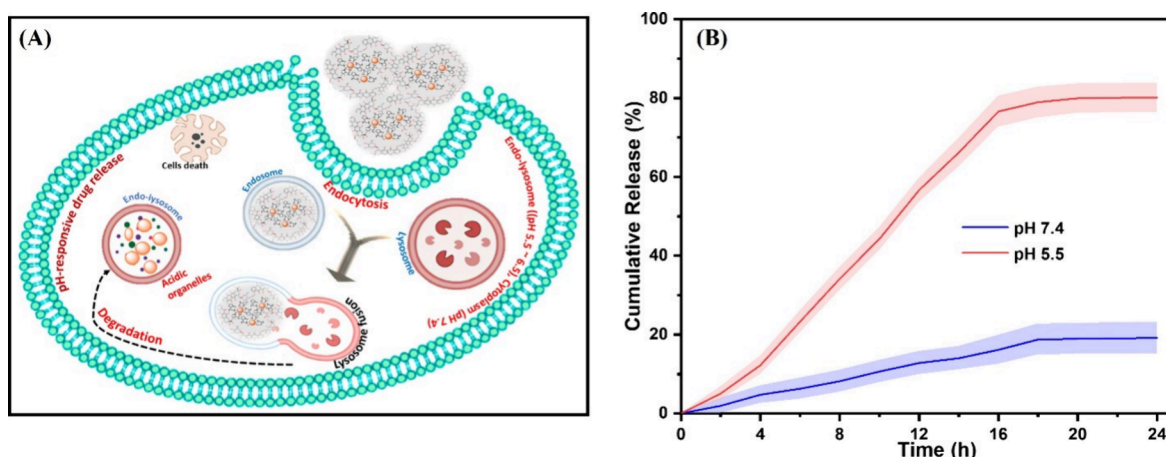 (A)
Cells death
pH-responsive drug release
Endo-lysosome
Acidic
organelles
Degradation
Endosome
Endocytosis
Lysosome
Lysosome fusion
Endo-lysosome ((pH 5.5 ~ 6.5), Cytoplasm (pH 7.4)
(B)
Cumulative Release (%)
100
80
60
40
20
0
pH 7.4
pH 5.5
0 4 8 12 16 20 24
Time (h)